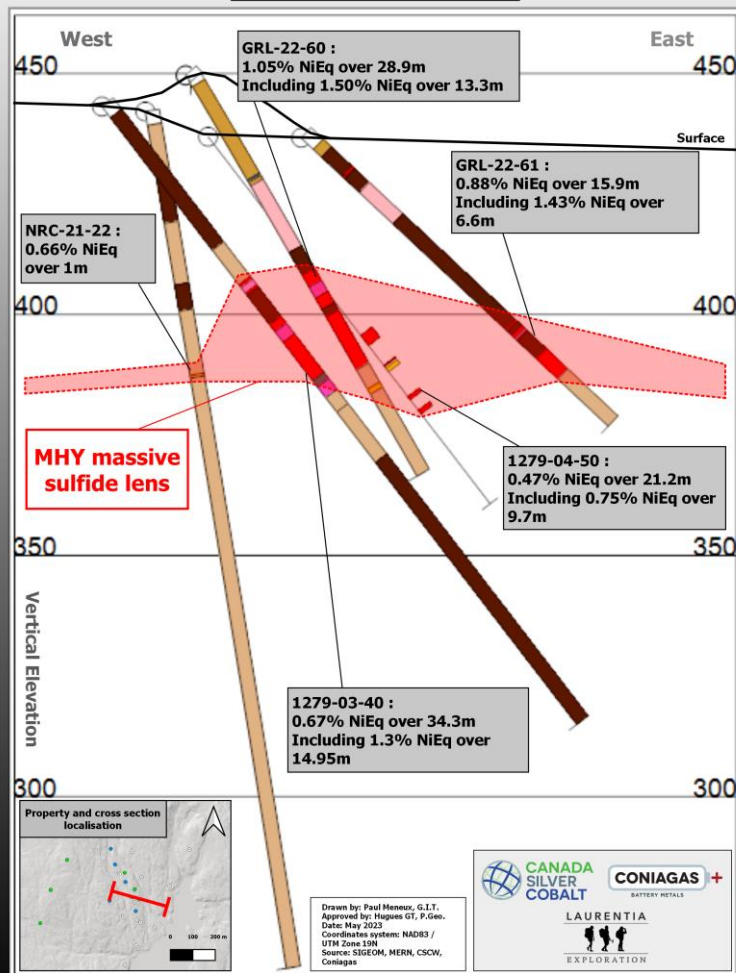 West
East
450
450
GRL-22-60 :
1.05% NiEq over 28.9m
Including 1.50% NiEq over 13.3m
Surface
GRL-22-61 :
0.88% NiEq over 15.9m
Including 1.43% NiEq over
6.6m
NRC-21-22 :
0.66% NiEq
over 1m
400
400
MHY massive
sulfide lens
1279-04-50 :
0.47% NiEq over 21.2m
Including 0.75% NiEq over
9.7m
350
350
Vertical Elevation
1279-03-40 :
0.67% NiEq over 34.3m
Including 1.3% NiEq over
14.95m
300
300
Property and cross section
localisation
0 100 200 m
Drawn by: Paul Meneux, G.I.T.
Approved by: Hugues GT, P.Geo.
Date: May 2023
Coordinates system: NAD83 /
UTM Zone 19N
Source: SIGEOM, MERN, CSCW,
Coniagas
CANADA
SILVER
COBALT
CONIAGAS
BATTERY METALS
LAURENTIA
EXPLORATION